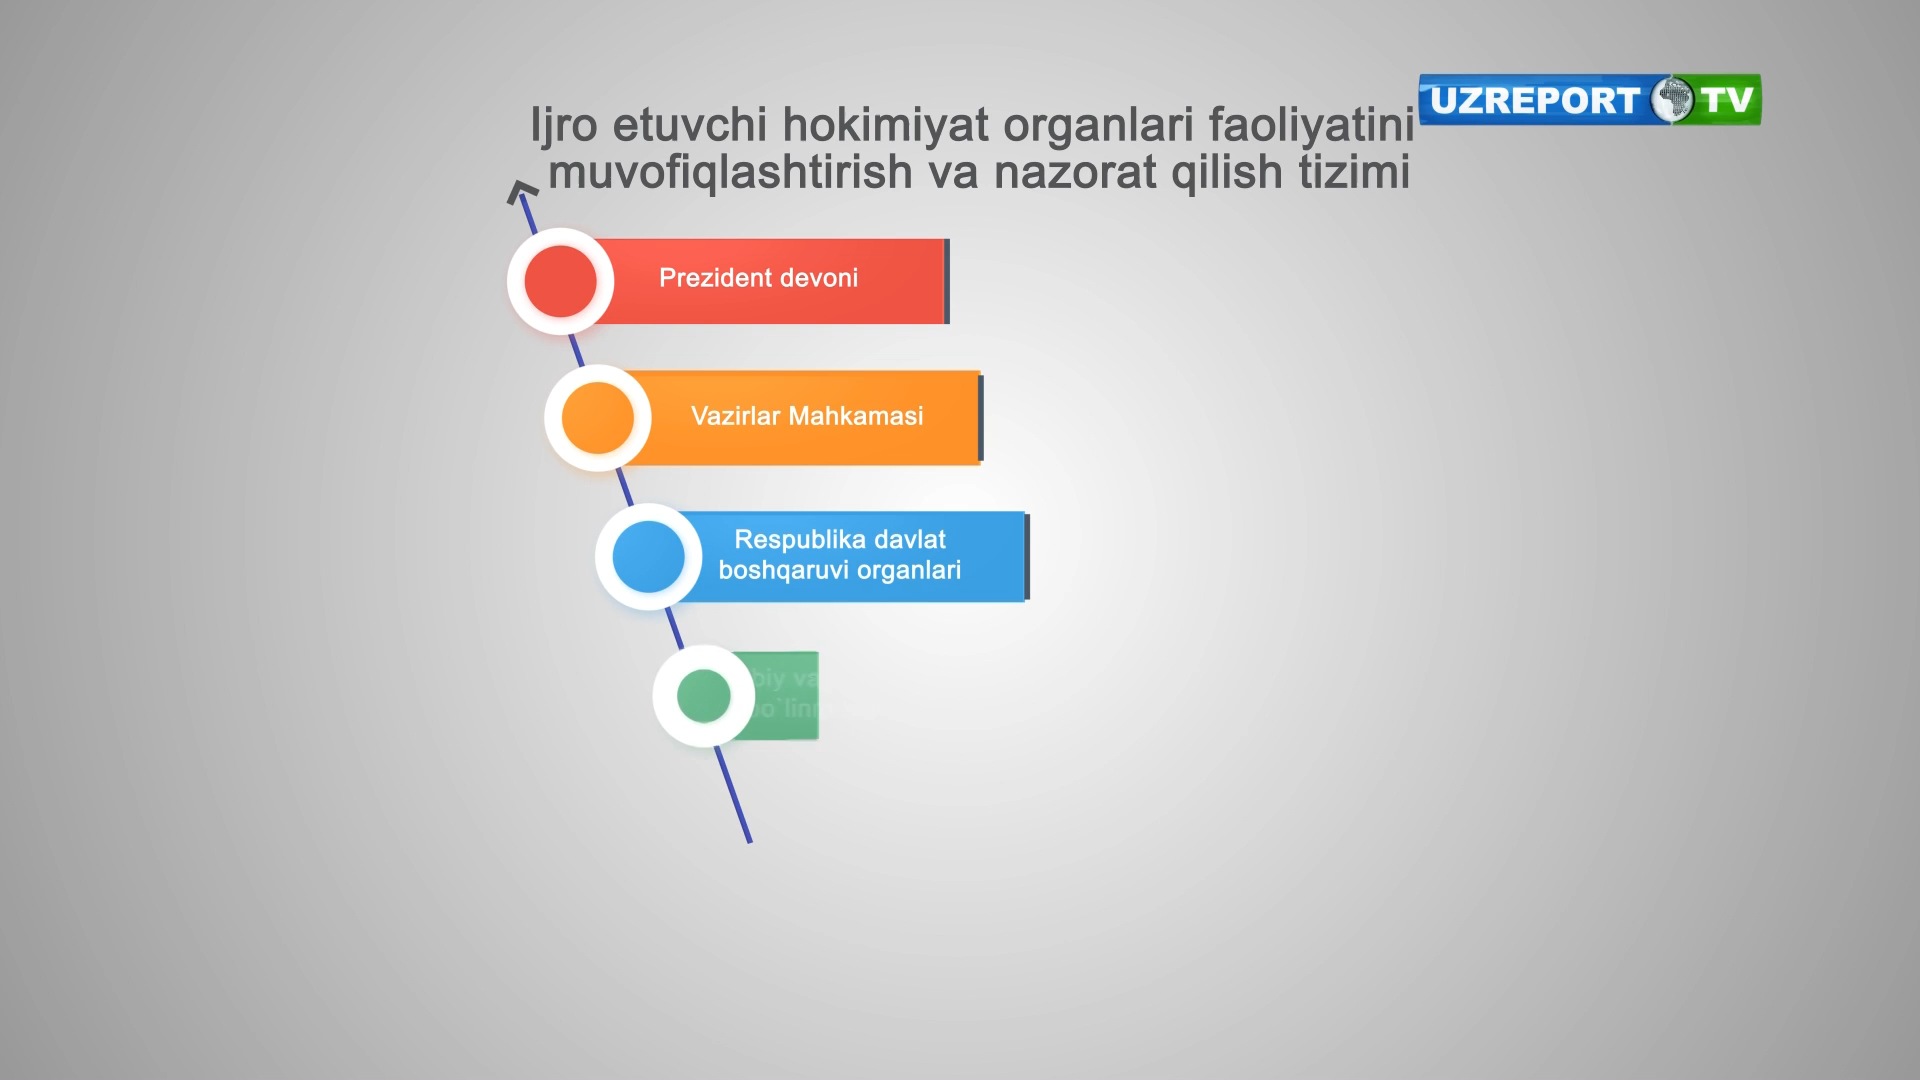 UZREPORT TV
Ijro etuvchi hokimiyat organlari faoliyatini
muvofiqlashtirish va nazorat qilish tizimi
Prezident devoni
Vazirlar Mahkamasi
Respublika davlat
boshqaruvi organlari
va